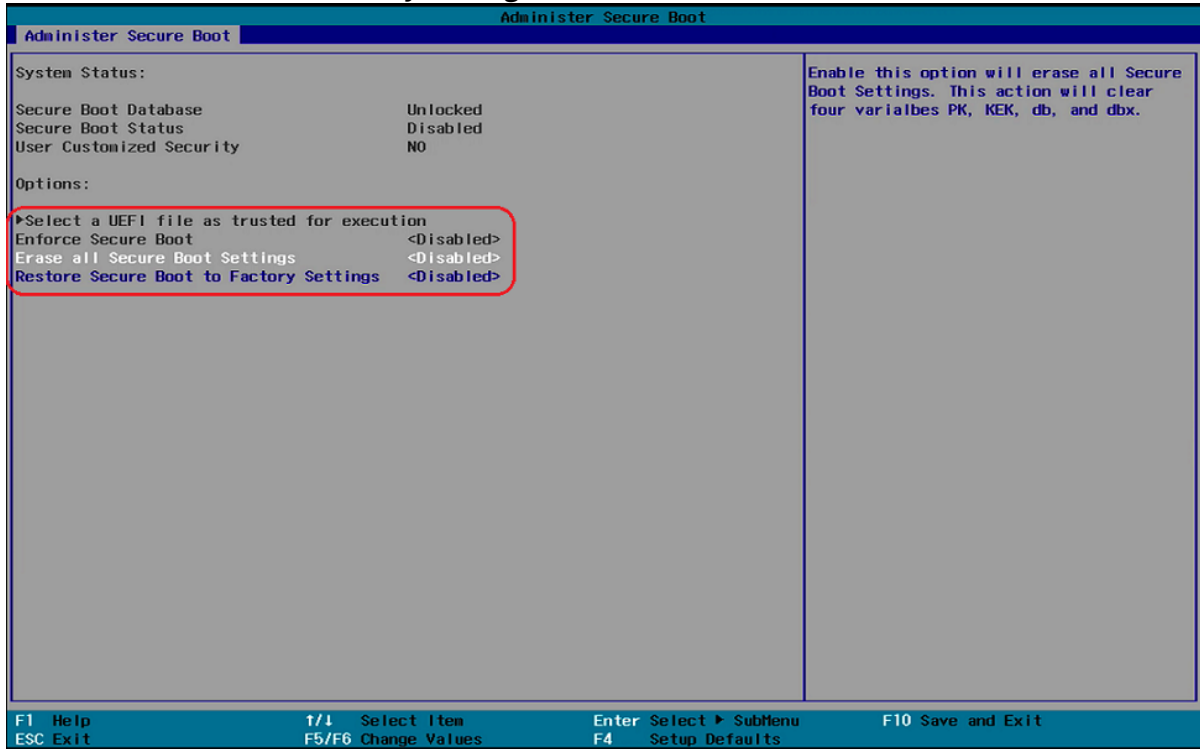 Administer Secure Boot
Administer Secure Boot
System Status:
Secure Boot Database Unlocked
Secure Boot Status Disabled
User Customized Security NO
Options:
▶Select a UEFI file as trusted for execution
Enforce Secure Boot <Disabled>
Erase all Secure Boot Settings <Disabled>
Restore Secure Boot to Factory Settings <Disabled>
Enable this option will erase all Secure
Boot Settings. This action will clear
four varialbes PK, KEK, db, and dbx.
F1 Help ↑/↓ Select Item Enter Select ▶ SubMenu F10 Save and Exit
ESC Exit F5/F6 Change Values F4 Setup Defaults